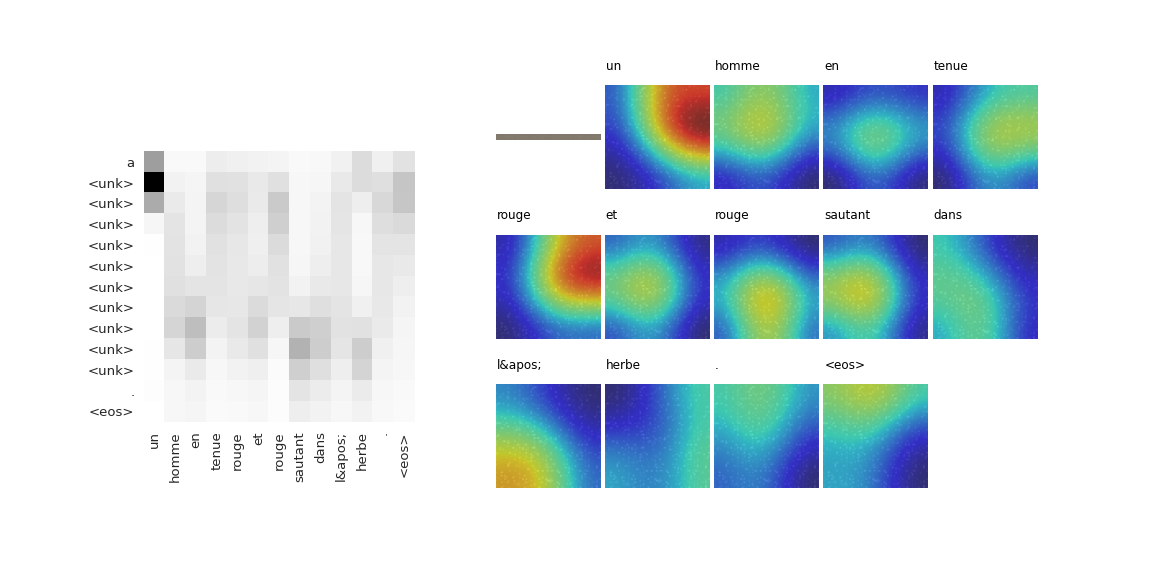 a
<unk>
<unk>
<unk>
<unk>
<unk>
<unk>
<unk>
<unk>
<unk>
<unk>
.
<eos>
un homme en tenue rouge et rouge sautant dans l&apos; herbe . <eos>
un homme en tenue
rouge et rouge sautant dans
l&apos; herbe . <eos>